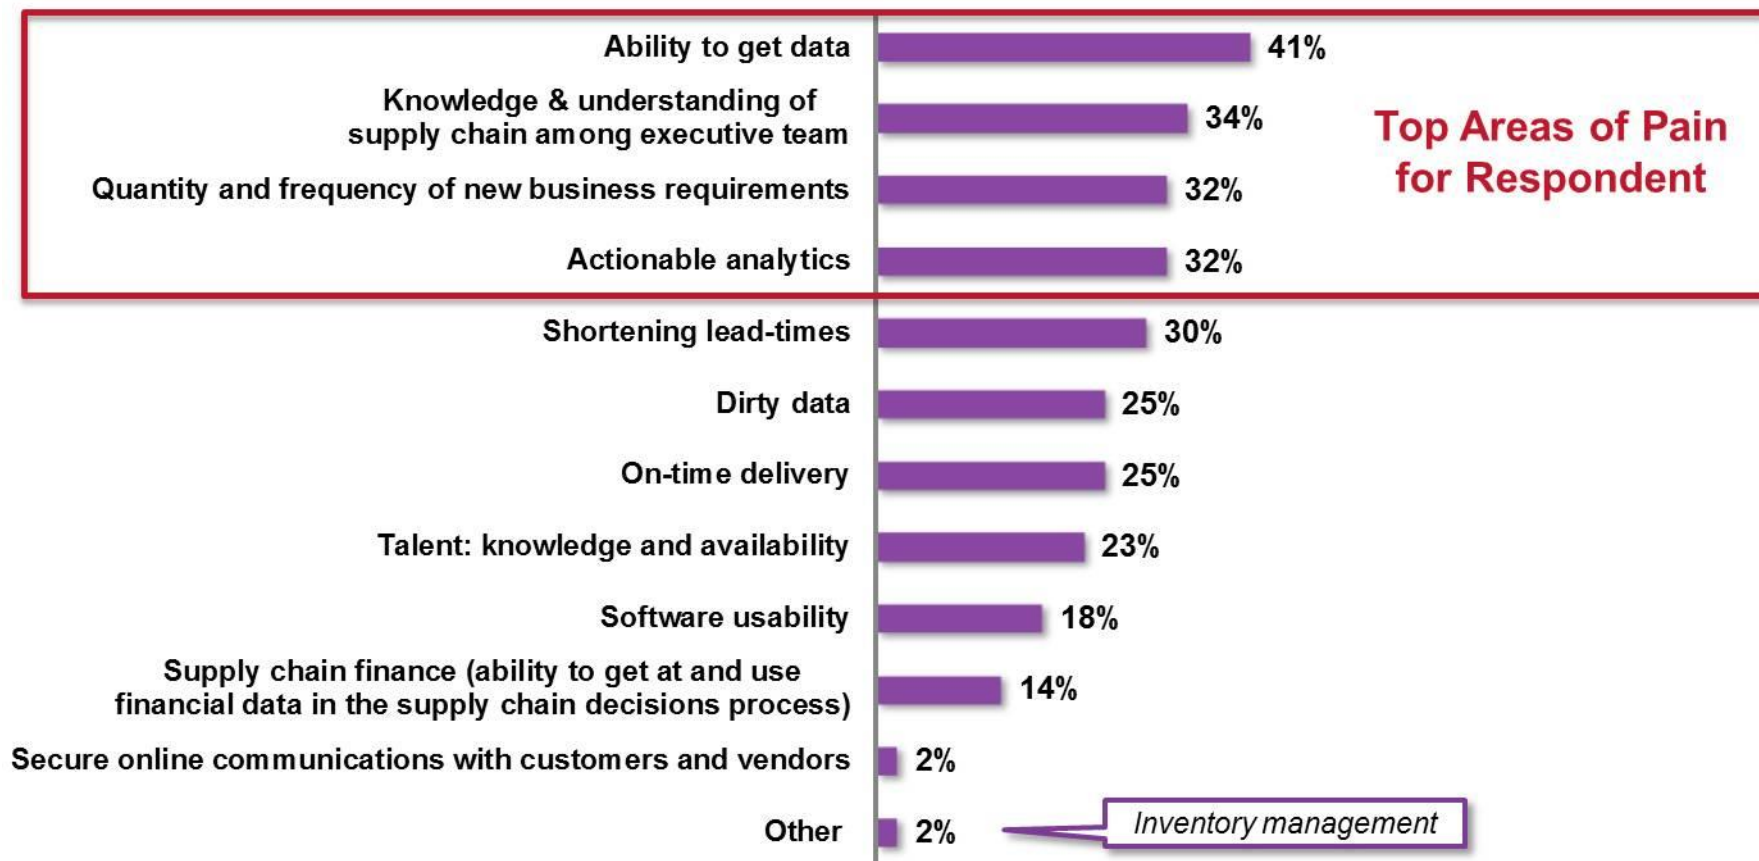 Ability to get data
41%
Knowledge & understanding of
supply chain among executive team
34%
Top Areas of Pain
for Respondent
Quantity and frequency of new business requirements
32%
Actionable analytics
32%
Shortening lead-times
30%
Dirty data
25%
On-time delivery
25%
Talent: knowledge and availability
23%
Software usability
18%
Supply chain finance (ability to get at and use
financial data in the supply chain decisions process)
14%
Secure online communications with customers and vendors
2%
Other
2%
Inventory management